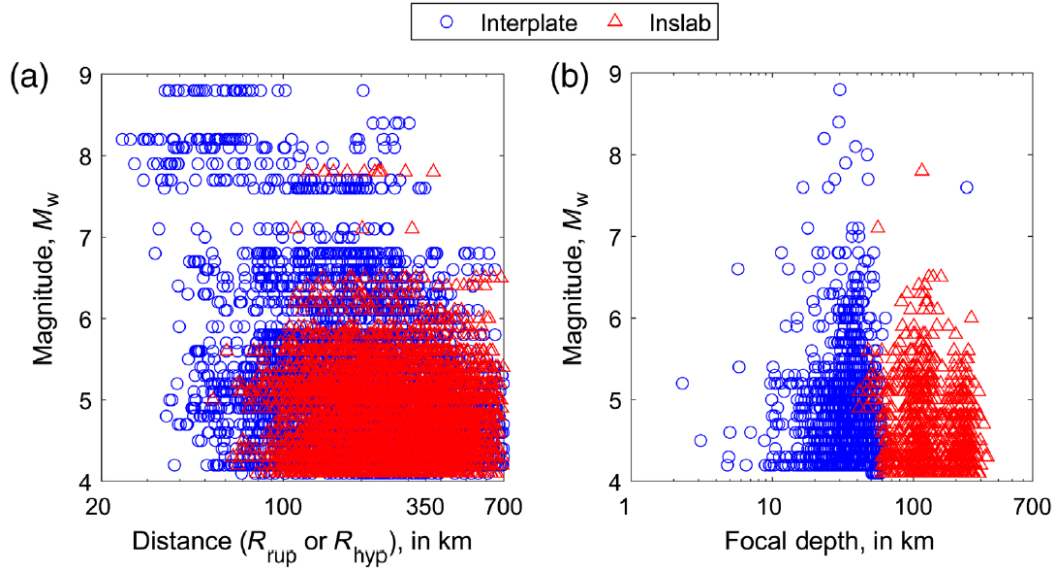 Interplate Inslab
(a)
(b)
9
8
7
6
5
4
Magnitude, Mw
20 100 350 700
Distance (Rrup or Rhyp), in km
9
8
7
6
5
4
Magnitude, Mw
1 10 100 700
Focal depth, in km